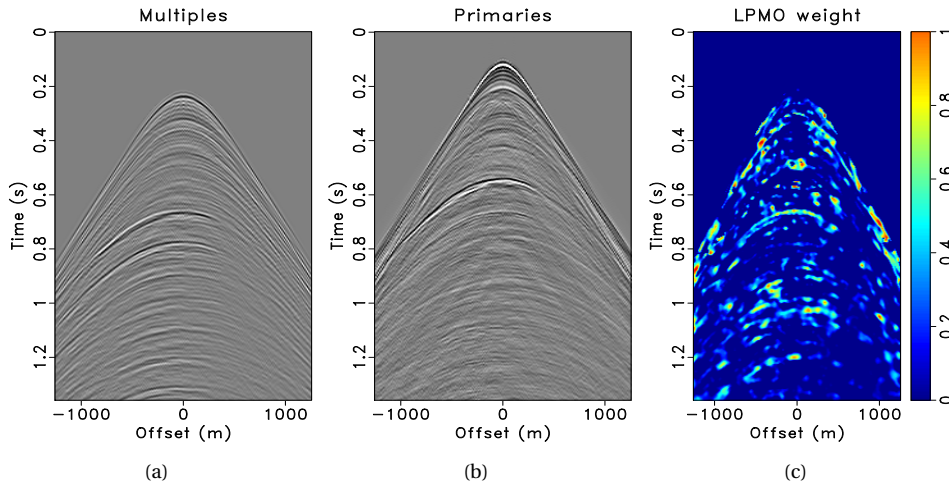 Multiples Primaries LPMO weight
0 0.2 0.4 0.6 0.8 1 1.2
Time (s)
−1000 0 1000
Offset (m)
0 0.2 0.4 0.6 0.8 1 1.2
Time (s)
−1000 0 1000
Offset (m)
0 0.2 0.4 0.6 0.8 1 1.2
Time (s)
−1000 0 1000
Offset (m)
1 0.8 0.6 0.4 0.2 0
(a) (b) (c)